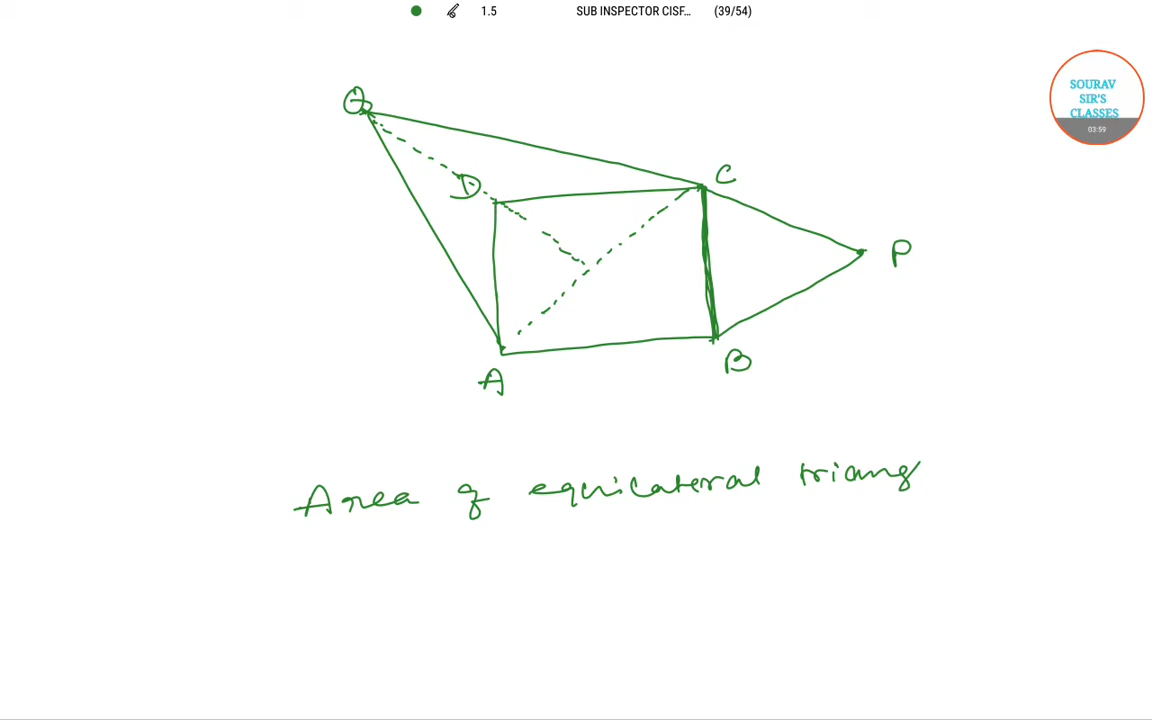 1.5 SUB INSPECTOR CISF... (39/54)
SOURAV
SIR'S
CLASSES
03:59
Q
D
C
P
A
B
Area of equilateral triang